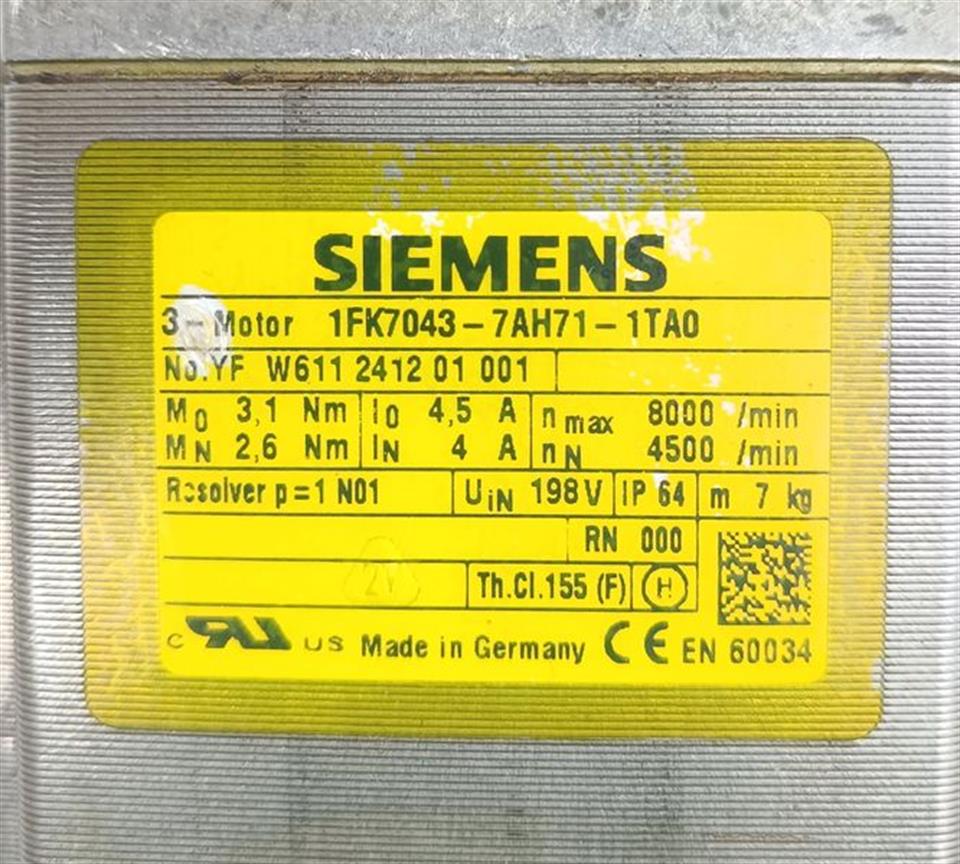 SIEMENS
3~Motor 1FK7043-7AH71-1TA0
No.YF W611 2412 01 001
M0 3,1 Nm I0 4,5 A nmax 8000 /min
MN 2,6 Nm IN 4 A nN 4500 /min
Resolver p=1 N01 UiN 198V IP 64 m 7 kg
RN 000
Th.Cl.155 (F) H
c RU US Made in Germany CE EN 60034